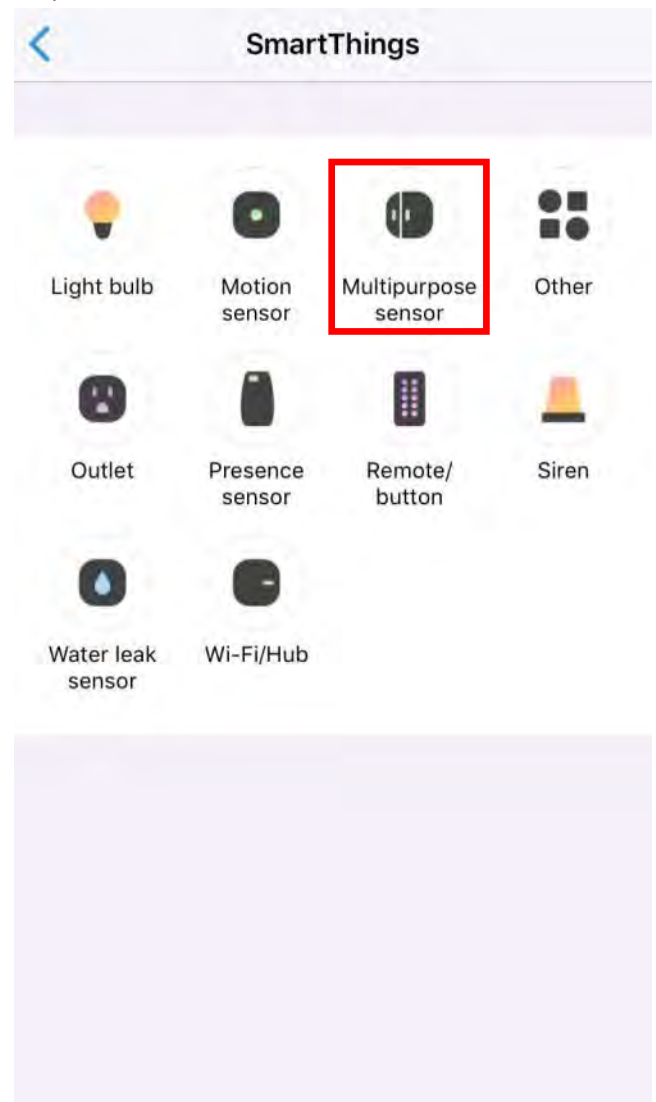 SmartThings
Light bulb
Motion
sensor
Multipurpose
sensor
Other
Outlet
Presence
sensor
Remote/
button
Siren
Water leak
sensor
Wi-Fi/Hub